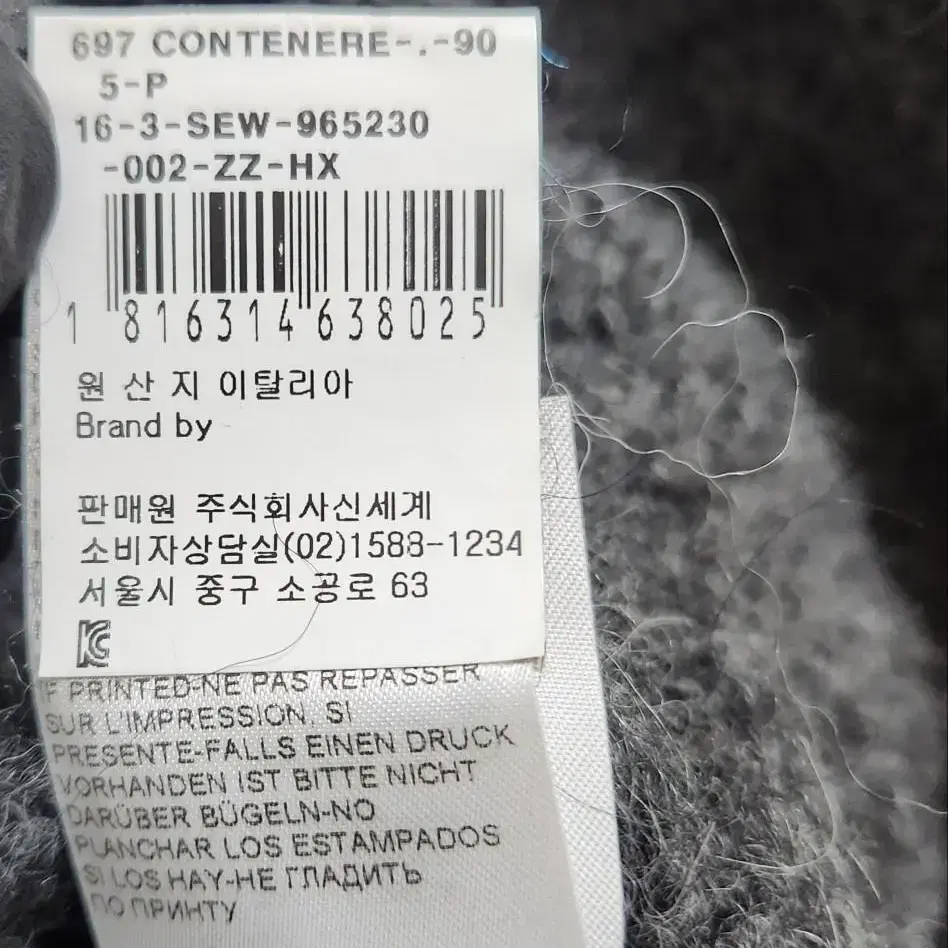 697 CONTENERE-.-90
5-P
16-3-SEW-965230
-002-ZZ-HX
1 816314 638025
원 산 지 이탈리아
Brand by
판매원 주식회사신세계
소비자상담실(02)1588-1234
서울시 중구 소공로 63
KC
IF PRINTED-NE PAS REPASSER
SUR L'IMPRESSION, SI
PRESENTE-FALLS EINEN DRUCK
VORHANDEN IST BITTE NICHT
DARÜBER BÜGELN-NO
PLANCHAR LOS ESTAMPADOS
SI LOS HAY-НЕ ГЛАДИТЬ
ПО ПРИНТУ